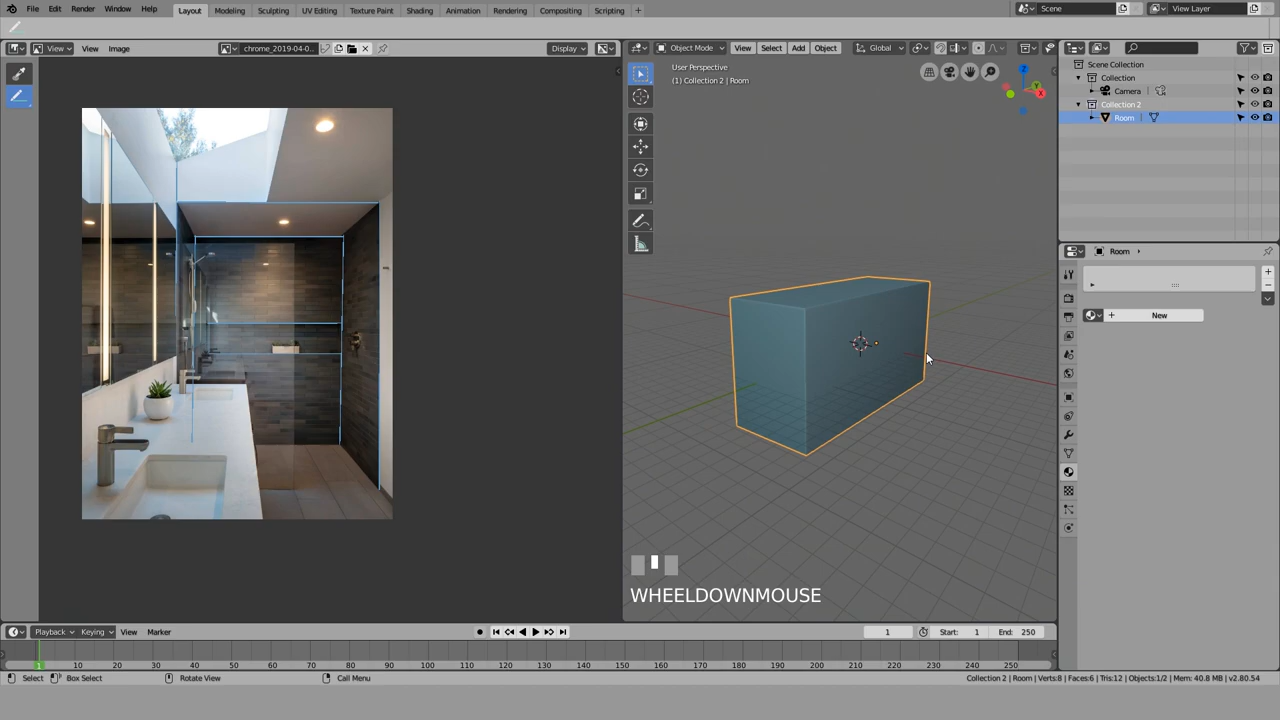 File Edit Render Window Help Layout Modeling Sculpting UV Editing Texture Paint Shading Animation Rendering Compositing Scripting + Scene View Layer
View View Image chrome_2019-04-0... Display Object Mode View Select Add Object Global
User Perspective
(1) Collection 2 | Room
Scene Collection
Collection
Camera
Collection 2
Room
Room
New
WHEELDOWNMOUSE
Playback Keying View Marker 1 Start: 1 End: 250
1 10 20 30 40 50 60 70 80 90 100 110 120 130 140 150 160 170 180 190 200 210 220 230 240 250
Select Box Select Rotate View Call Menu Collection 2 | Room | Verts:8 | Faces:6 | Tris:12 | Objects:1/2 | Mem: 40.8 MB | v2.80.54